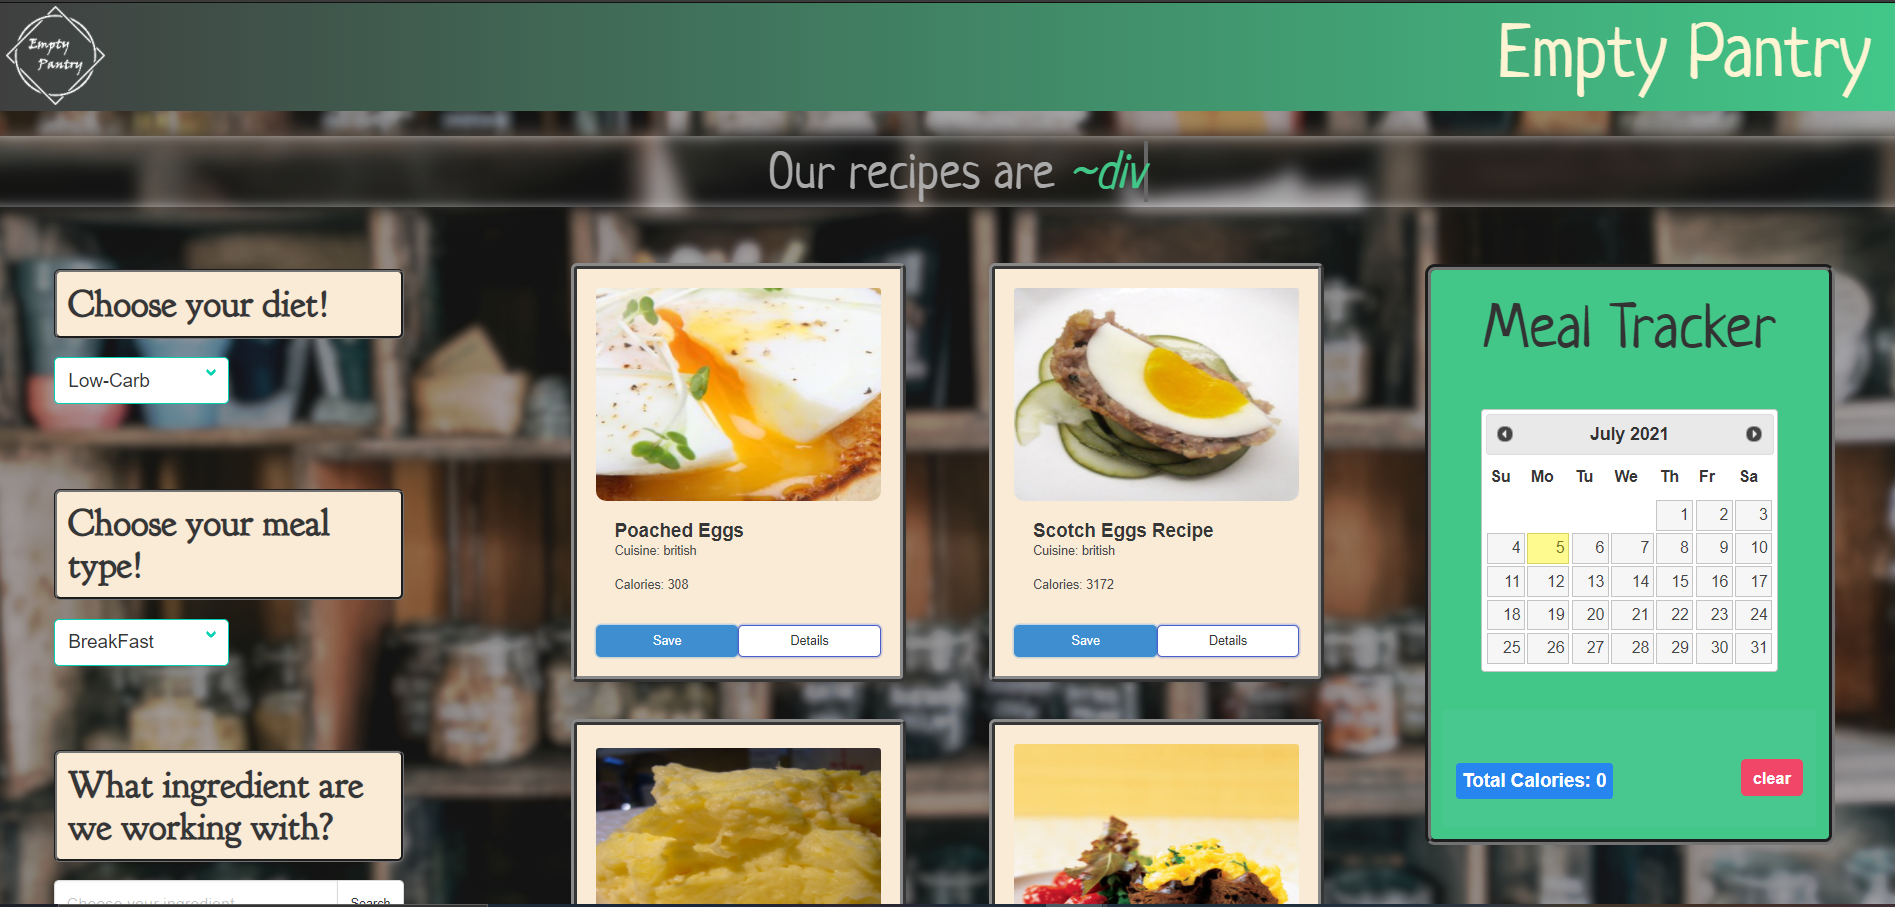 Empty
Pantry
Empty Pantry
Our recipes are ~div
Choose your diet!
Low-Carb
Choose your meal
type!
BreakFast
What ingredient are
we working with?
Choose your ingredient
Search
Poached Eggs
Cuisine: british
Calories: 308
Save
Details
Scotch Eggs Recipe
Cuisine: british
Calories: 3172
Save
Details
Meal Tracker
July 2021
Su Mo Tu We Th Fr Sa
1 2 3
4 5 6 7 8 9 10
11 12 13 14 15 16 17
18 19 20 21 22 23 24
25 26 27 28 29 30 31
Total Calories: 0
clear